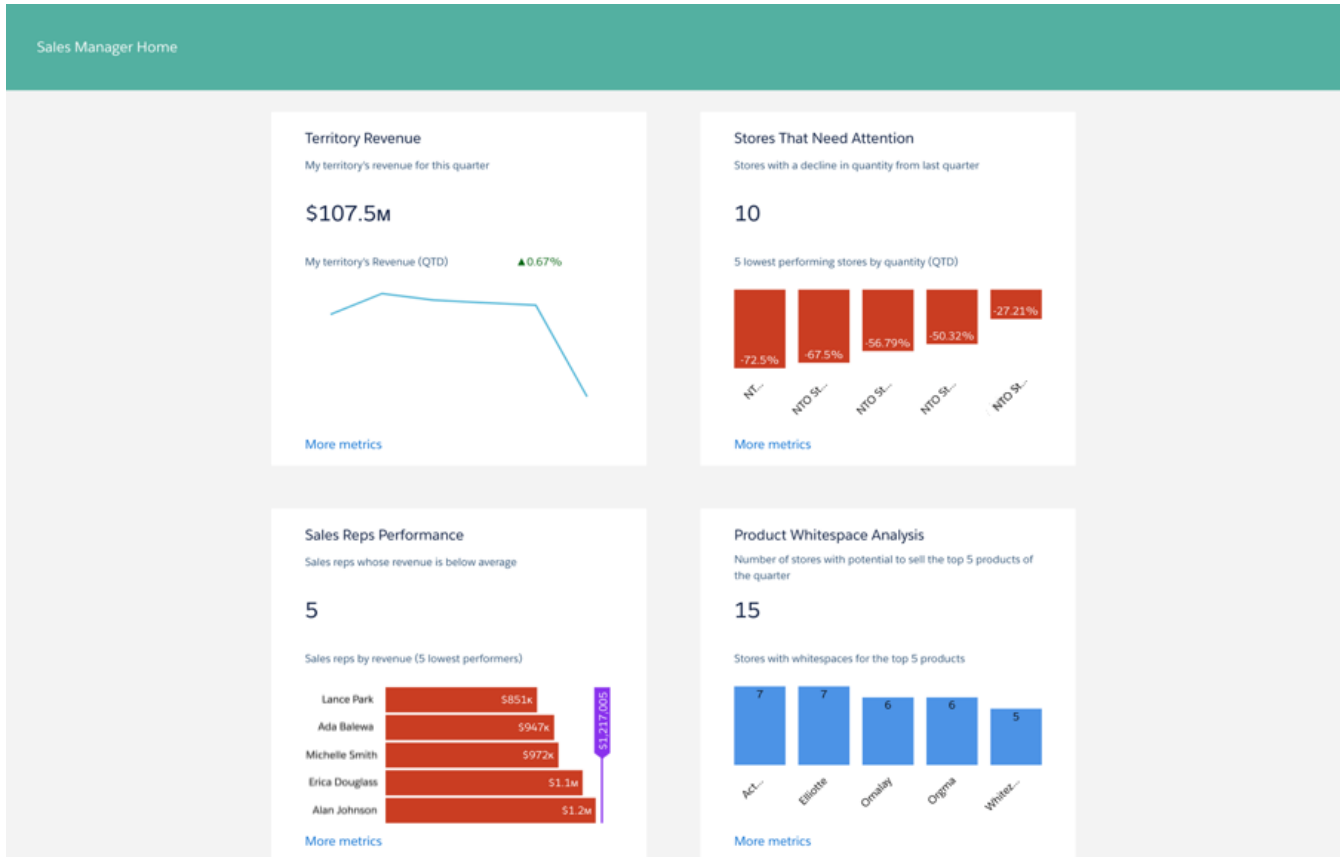 Sales Manager Home
Territory Revenue
My territory's revenue for this quarter
$107.5M
My territory's Revenue (QTD) ▲0.67%
More metrics
Stores That Need Attention
Stores with a decline in quantity from last quarter
10
5 lowest performing stores by quantity (QTD)
-72.5% -67.5% -56.79% -50.32% -27.21%
NT... NTO St... NTO St... NTO St... NTO St...
More metrics
Sales Reps Performance
Sales reps whose revenue is below average
5
Sales reps by revenue (5 lowest performers)
$1,217,005
Lance Park $851K
Ada Balewa $947K
Michelle Smith $972K
Erica Douglass $1.1M
Alan Johnson $1.2M
More metrics
Product Whitespace Analysis
Number of stores with potential to sell the top 5 products of
the quarter
15
Stores with whitespaces for the top 5 products
7 7 6 6 5
Act... Elliotte Omalay Orgma Whitez...
More metrics